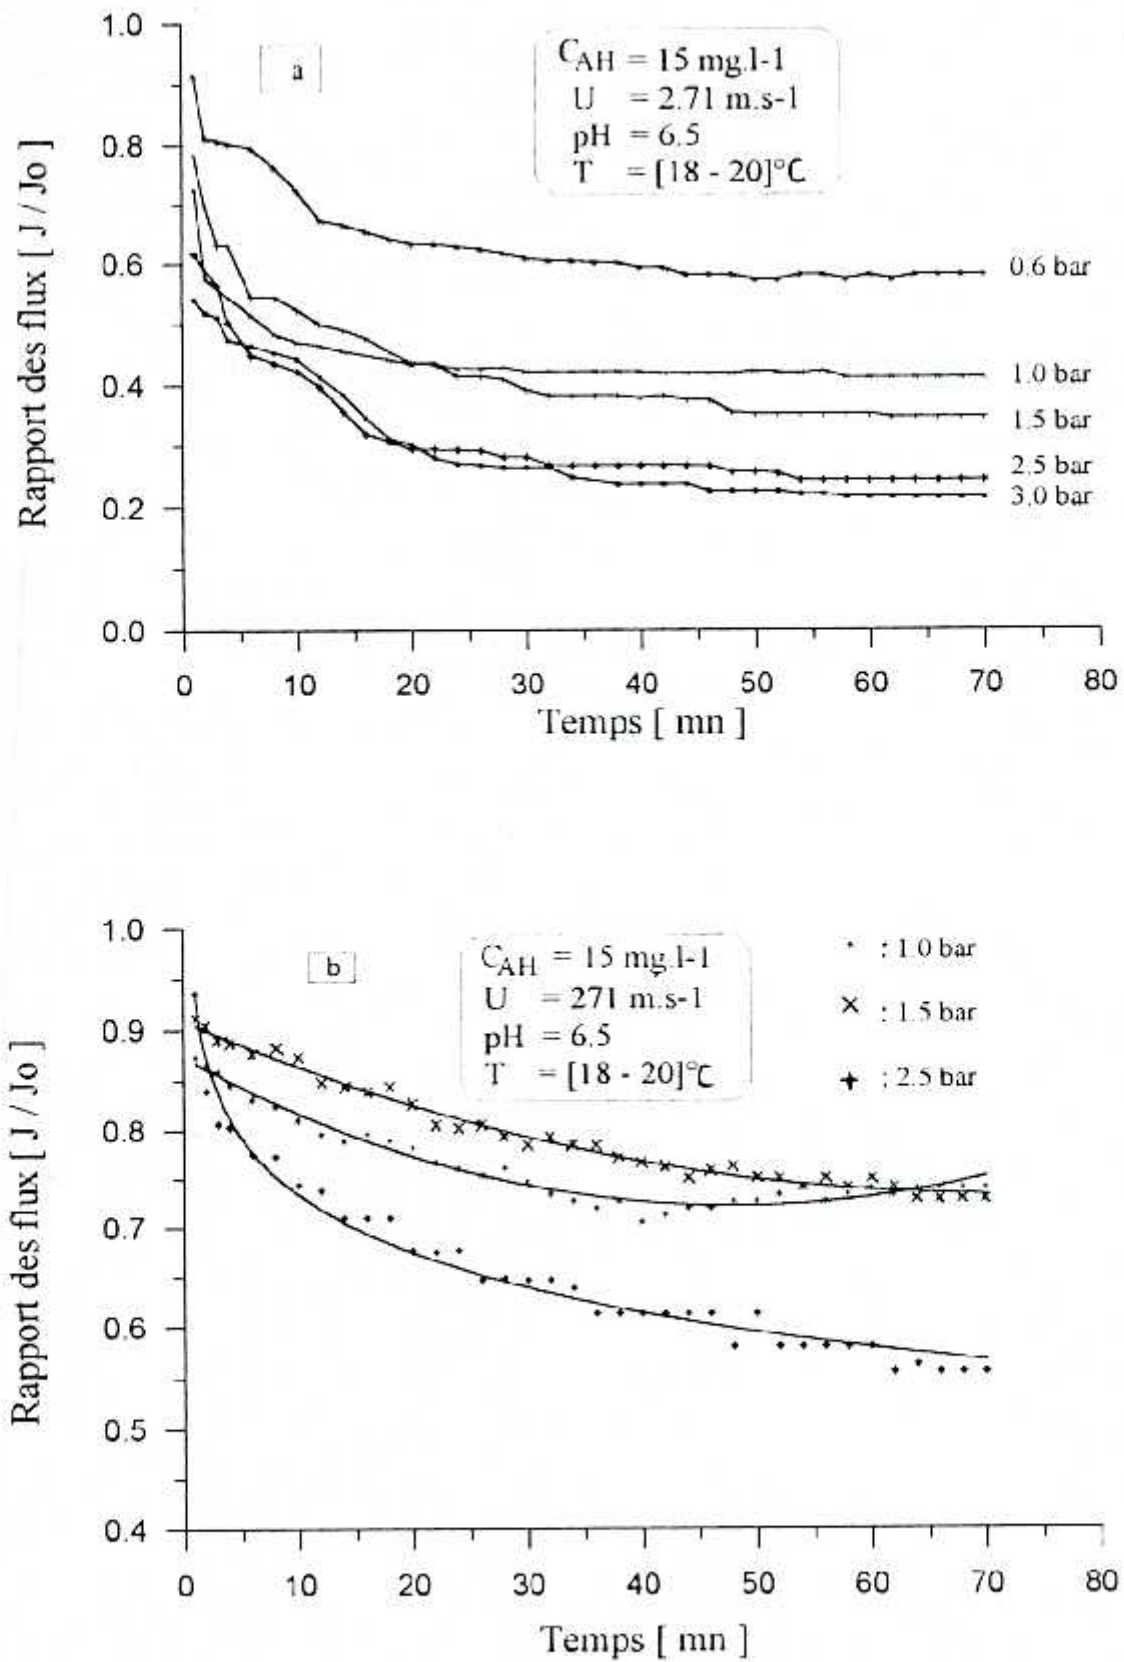 Rapport des flux [ J / Jo ]
1.0
0.8
0.6
0.4
0.2
0.0
a
CAH = 15 mg.l-1
U = 2.71 m.s-1
pH = 6.5
T = [18 - 20]°C
0.6 bar
1.0 bar
1.5 bar
2.5 bar
3.0 bar
0 10 20 30 40 50 60 70 80
Temps [ mn ]
Rapport des flux [ J / Jo ]
1.0
0.9
0.8
0.7
0.6
0.5
0.4
b
CAH = 15 mg.l-1
U = 271 m.s-1
pH = 6.5
T = [18 - 20]°C
: 1.0 bar
: 1.5 bar
: 2.5 bar
0 10 20 30 40 50 60 70 80
Temps [ mn ]